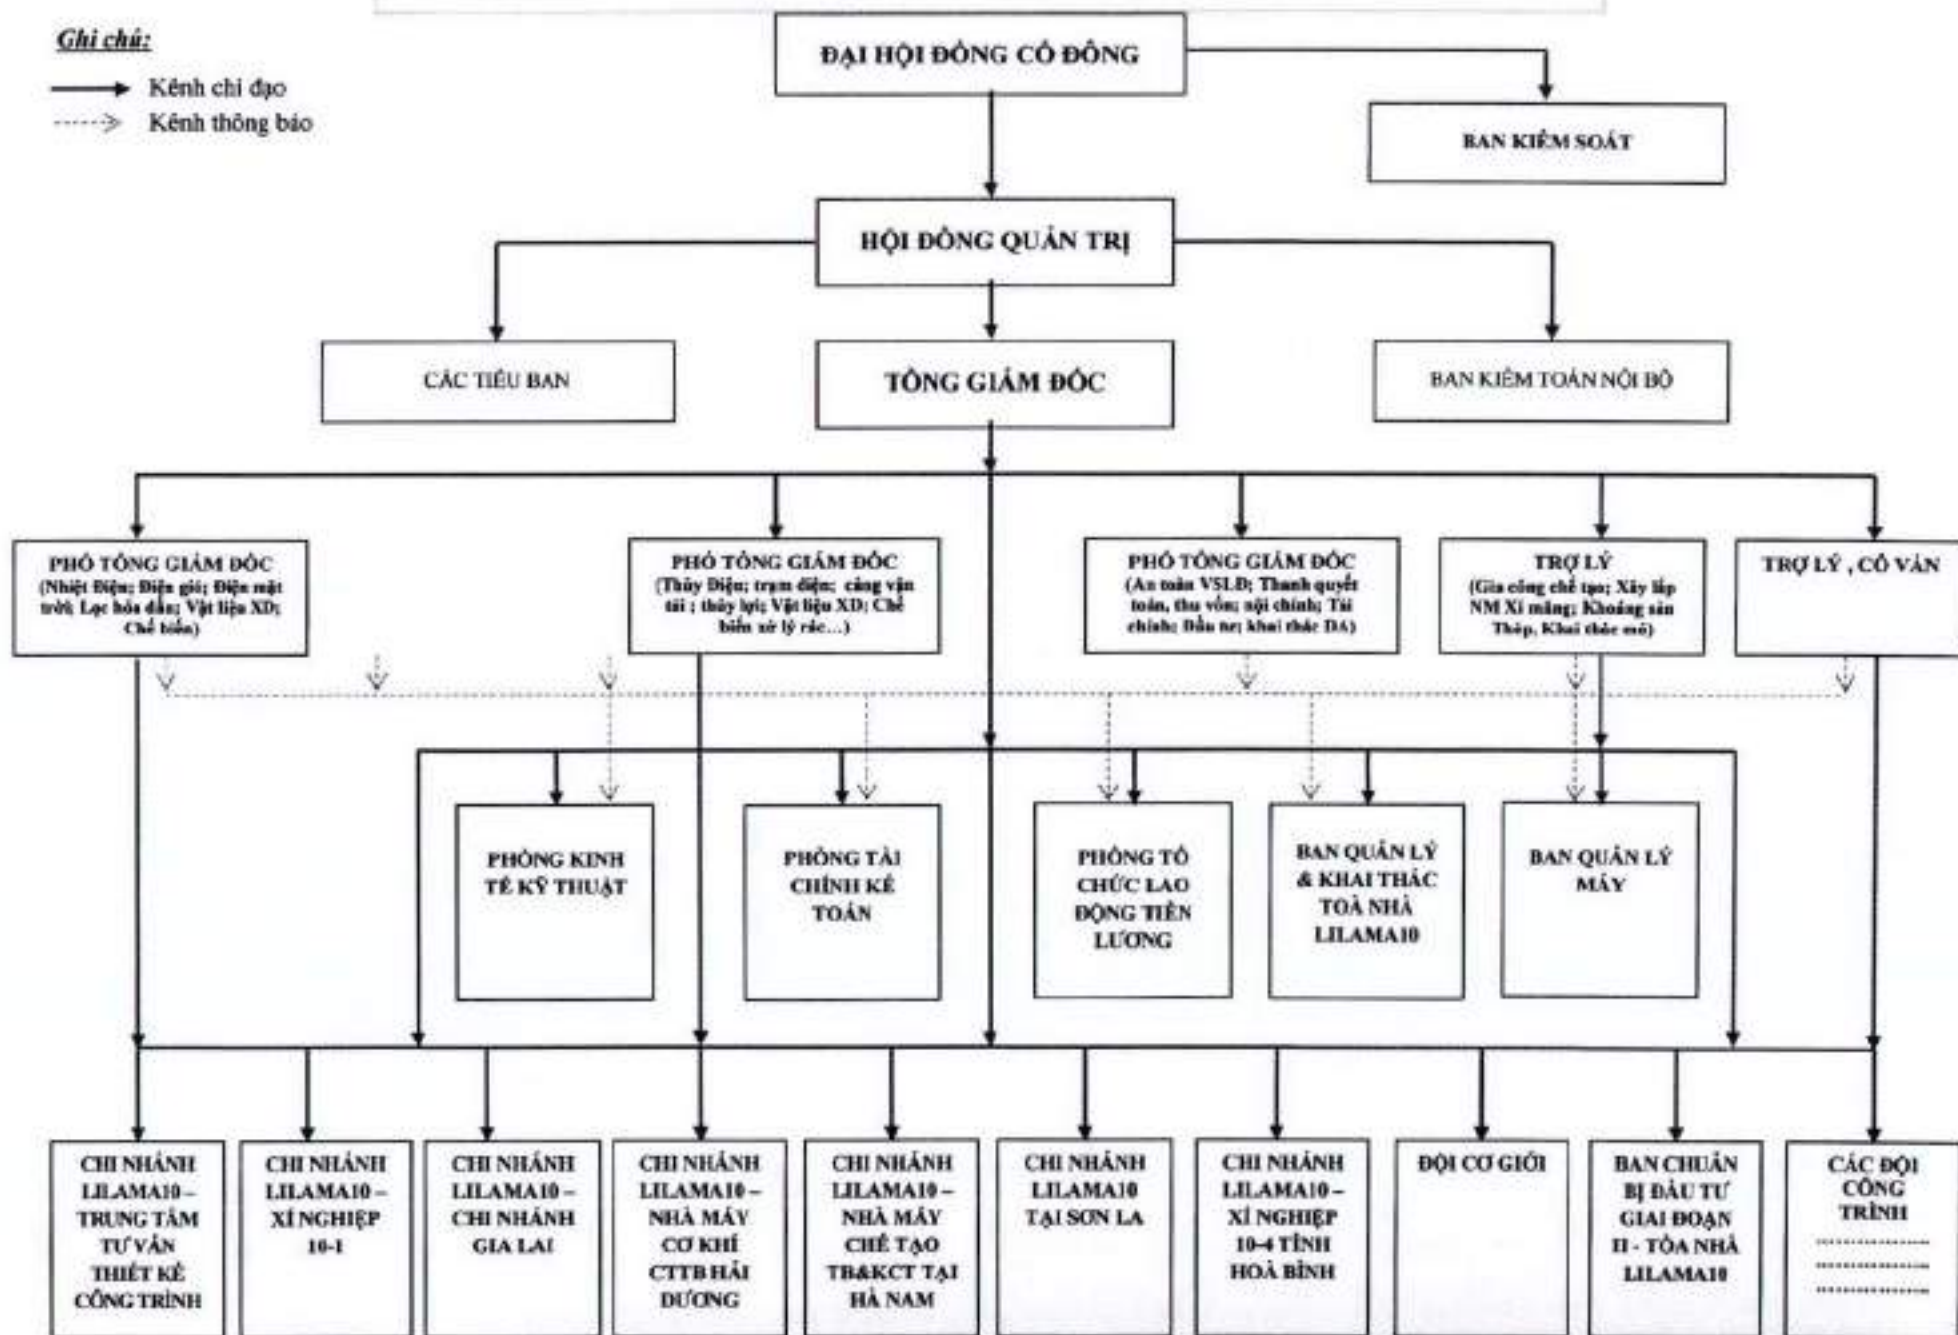 Ghi chú:
Kênh chỉ đạo
Kênh thông báo
ĐẠI HỘI ĐỒNG CỔ ĐÔNG
BAN KIỂM SOÁT
HỘI ĐỒNG QUẢN TRỊ
CÁC TIỂU BAN
TỔNG GIÁM ĐỐC
BAN KIỂM TOÁN NỘI BỘ
PHÓ TỔNG GIÁM ĐỐC
(Nhiệt Điện; Điện gió; Điện mặt
trời; Lọc hóa dầu; Vật liệu XD;
Chế biến)
PHÓ TỔNG GIÁM ĐỐC
(Thủy Điện; trạm điện; cảng vận
tải ; thủy lợi; Vật liệu XD; Chế
biến xử lý rác...)
PHÓ TỔNG GIÁM ĐỐC
(An toàn VSLĐ; Thanh quyết
toán, thu vốn; nội chính; Tài
chính; Đầu tư; khai thác DA)
TRỢ LÝ
(Gia công chế tạo; Xây lắp
NM Xi măng; Khoáng sản
Thép, Khai thác mỏ)
TRỢ LÝ , CỐ VẤN
PHÒNG KINH
TẾ KỸ THUẬT
PHÒNG TÀI
CHÍNH KẾ
TOÁN
PHÒNG TỔ
CHỨC LAO
ĐỘNG TIỀN
LƯƠNG
BAN QUẢN LÝ
& KHAI THÁC
TOÀ NHÀ
LILAMA10
BAN QUẢN LÝ
MÁY
CHI NHÁNH
LILAMA10 –
TRUNG TÂM
TƯ VẤN
THIẾT KẾ
CÔNG TRÌNH
CHI NHÁNH
LILAMA10 –
XÍ NGHIỆP
10-1
CHI NHÁNH
LILAMA10 –
CHI NHÁNH
GIA LAI
CHI NHÁNH
LILAMA10 –
NHÀ MÁY
CƠ KHÍ
CTTB HẢI
DƯƠNG
CHI NHÁNH
LILAMA10 –
NHÀ MÁY
CHẾ TẠO
TB&KCT TẠI
HÀ NAM
CHI NHÁNH
LILAMA10
TẠI SƠN LA
CHI NHÁNH
LILAMA10 –
XÍ NGHIỆP
10-4 TỈNH
HOÀ BÌNH
ĐỘI CƠ GIỚI
BAN CHUẨN
BỊ ĐẦU TƯ
GIAI ĐOẠN
II - TÒA NHÀ
LILAMA10
CÁC ĐỘI
CÔNG
TRÌNH
................
................
................